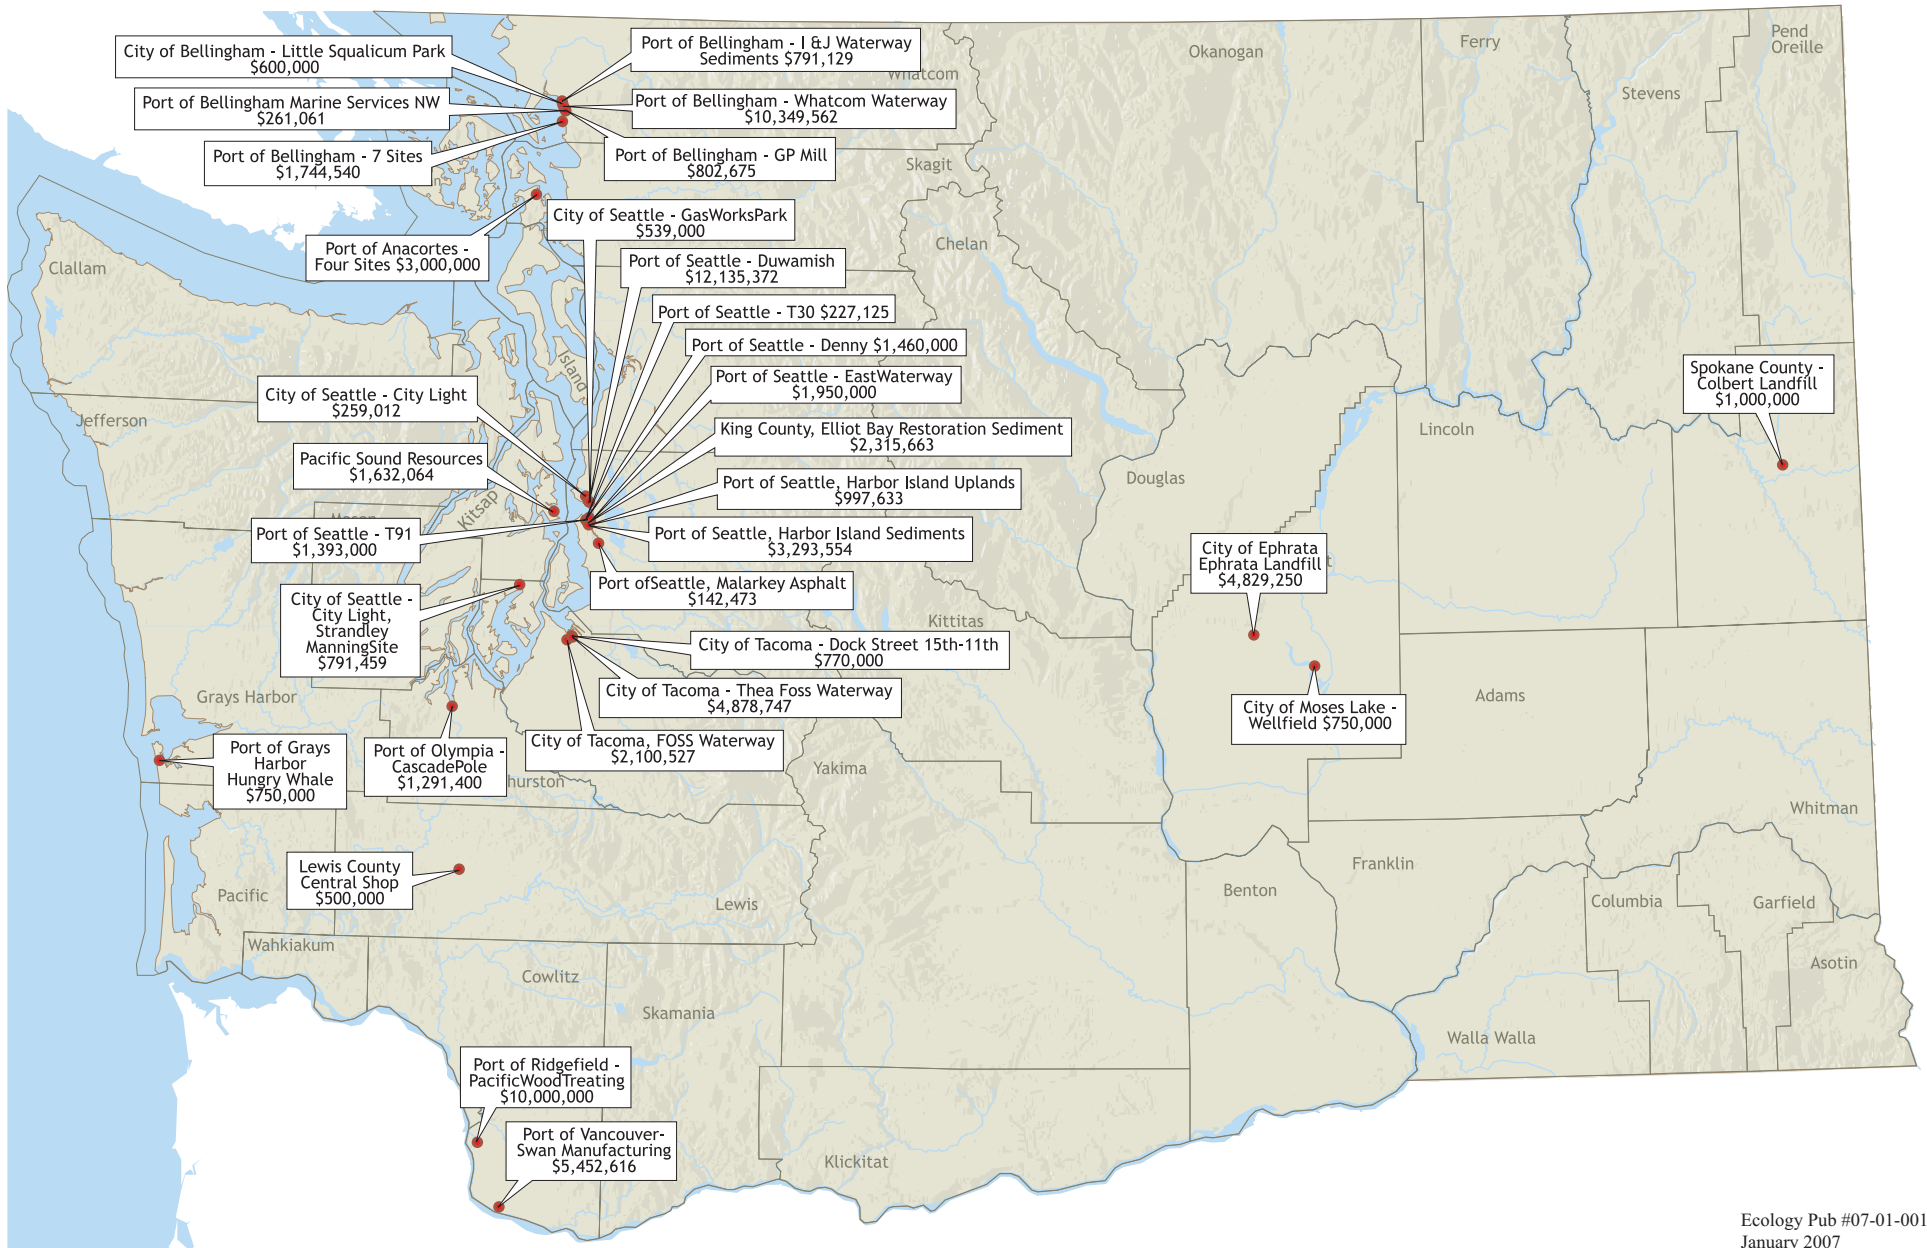 City of Bellingham - Little Squalicum Park
$600,000
Port of Bellingham - I &J Waterway
Sediments $791,129
Whatcom
Okanogan
Ferry
Pend
Oreille
Stevens
Port of Bellingham Marine Services NW
$261,061
Port of Bellingham - Whatcom Waterway
$10,349,562
Port of Bellingham - 7 Sites
$1,744,540
Port of Bellingham - GP Mill
$802,675
Skagit
City of Seattle - GasWorksPark
$539,000
Port of Anacortes -
Four Sites $3,000,000
Chelan
Clallam
Port of Seattle - Duwamish
$12,135,372
Port of Seattle - T30 $227,125
Port of Seattle - Denny $1,460,000
Island
Port of Seattle - EastWaterway
$1,950,000
Spokane County -
Colbert Landfill
$1,000,000
City of Seattle - City Light
$259,012
Jefferson
King County, Elliot Bay Restoration Sediment
$2,315,663
Lincoln
Pacific Sound Resources
$1,632,064
Port of Seattle, Harbor Island Uplands
$997,633
Douglas
Kitsap
Port of Seattle - T91
$1,393,000
Port of Seattle, Harbor Island Sediments
$3,293,554
City of Ephrata
Ephrata Landfill
$4,829,250
Port ofSeattle, Malarkey Asphalt
$142,473
City of Seattle -
City Light,
Strandley
ManningSite
$791,459
Kittitas
City of Tacoma - Dock Street 15th-11th
$770,000
Grays Harbor
City of Tacoma - Thea Foss Waterway
$4,878,747
City of Moses Lake -
Wellfield $750,000
Adams
Port of Grays
Harbor
Hungry Whale
$750,000
Port of Olympia -
CascadePole
$1,291,400
City of Tacoma, FOSS Waterway
$2,100,527
hurston
Yakima
Whitman
Lewis County
Central Shop
$500,000
Franklin
Pacific
Lewis
Benton
Columbia
Garfield
Wahkiakum
Cowlitz
Asotin
Skamania
Walla Walla
Port of Ridgefield -
PacificWoodTreating
$10,000,000
Port of Vancouver-
Swan Manufacturing
$5,452,616
Klickitat
Ecology Pub #07-01-001
January 2007